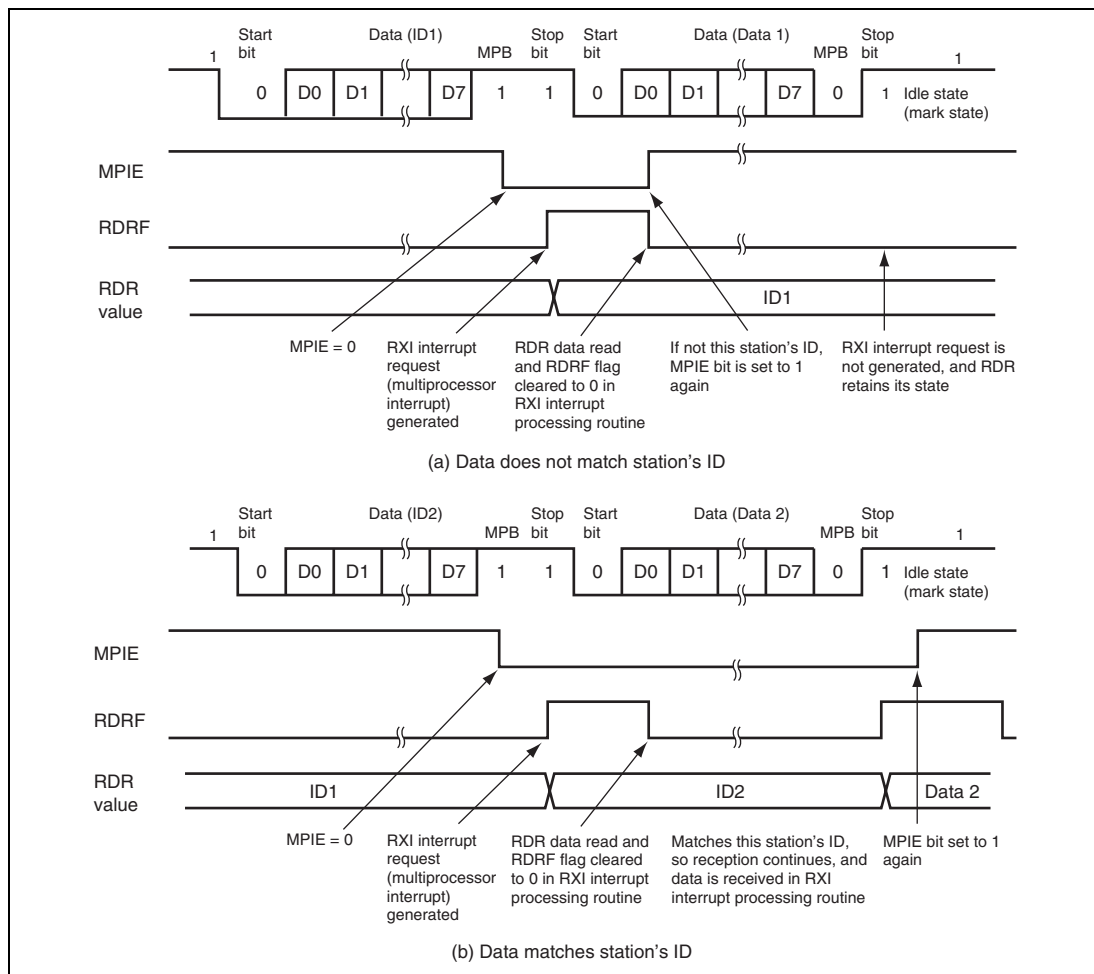 Start bit Data (ID1) MPB Stop bit Start bit Data (Data 1) MPB Stop bit
1 1
0 D0 D1 D7 1 1 0 D0 D1 D7 0 1 Idle state (mark state)
MPIE
RDRF
RDR value
ID1
MPIE = 0
RXI interrupt
request
(multiprocessor
interrupt)
generated
RDR data read
and RDRF flag
cleared to 0 in
RXI interrupt
processing routine
If not this station's ID,
MPIE bit is set to 1
again
RXI interrupt request is
not generated, and RDR
retains its state
(a) Data does not match station's ID
Start bit Data (ID2) MPB Stop bit Start bit Data (Data 2) MPB Stop bit
1 1
0 D0 D1 D7 1 1 0 D0 D1 D7 0 1 Idle state (mark state)
MPIE
RDRF
RDR value
ID1 ID2 Data 2
MPIE = 0
RXI interrupt
request
(multiprocessor
interrupt)
generated
RDR data read and
RDRF flag cleared
to 0 in RXI interrupt
processing routine
Matches this station's ID,
so reception continues, and
data is received in RXI
interrupt processing routine
MPIE bit set to 1
again
(b) Data matches station's ID